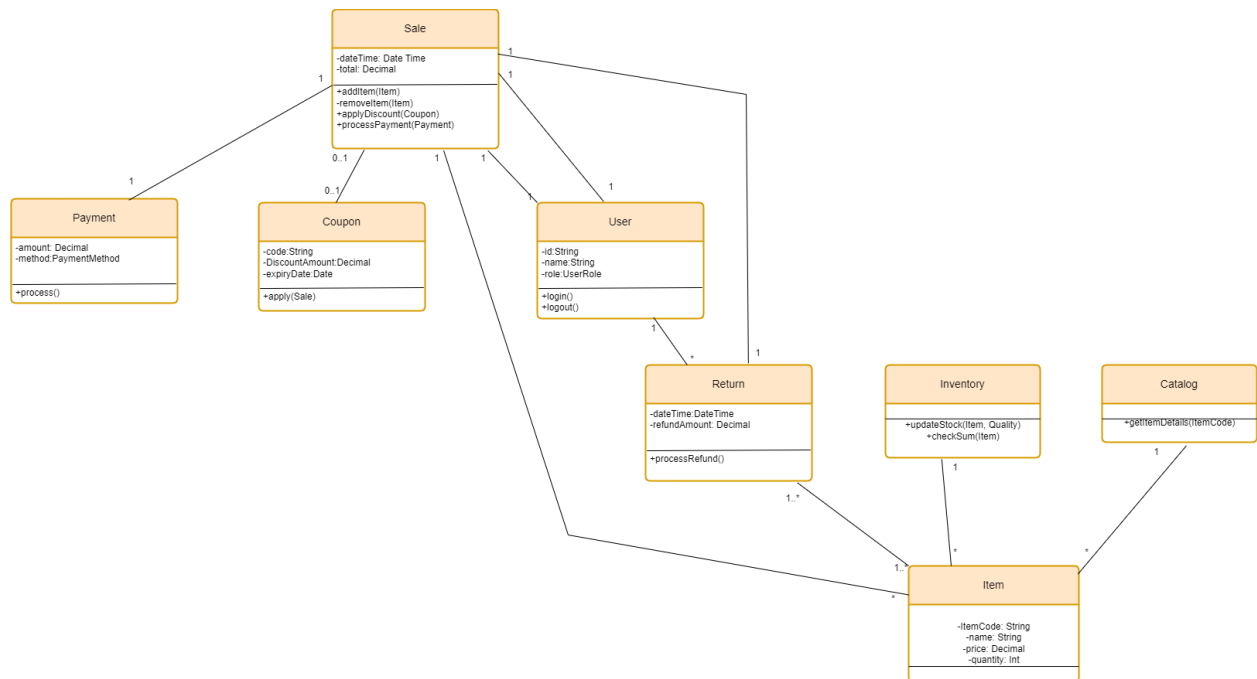 Sale
-dateTime: Date Time
-total: Decimal
+addItem(Item)
-removeItem(Item)
+applyDiscount(Coupon)
+processPayment(Payment)
1
1
1
0..1
1
1
1
0..1
1
1
Payment
-amount: Decimal
-method:PaymentMethod
+process()
Coupon
-code:String
-DiscountAmount:Decimal
-expiryDate:Date
+apply(Sale)
User
-id:String
-name:String
-role:UserRole
+login()
+logout()
1
*
1
Return
-dateTime:DateTime
-refundAmount: Decimal
+processRefund()
Inventory
+updateStock(Item, Quality)
+checkSum(Item)
Catalog
+getItemDetails(ItemCode)
1..*
1
1
1..*
*
*
*
Item
-ItemCode: String
-name: String
-price: Decimal
-quantity: Int